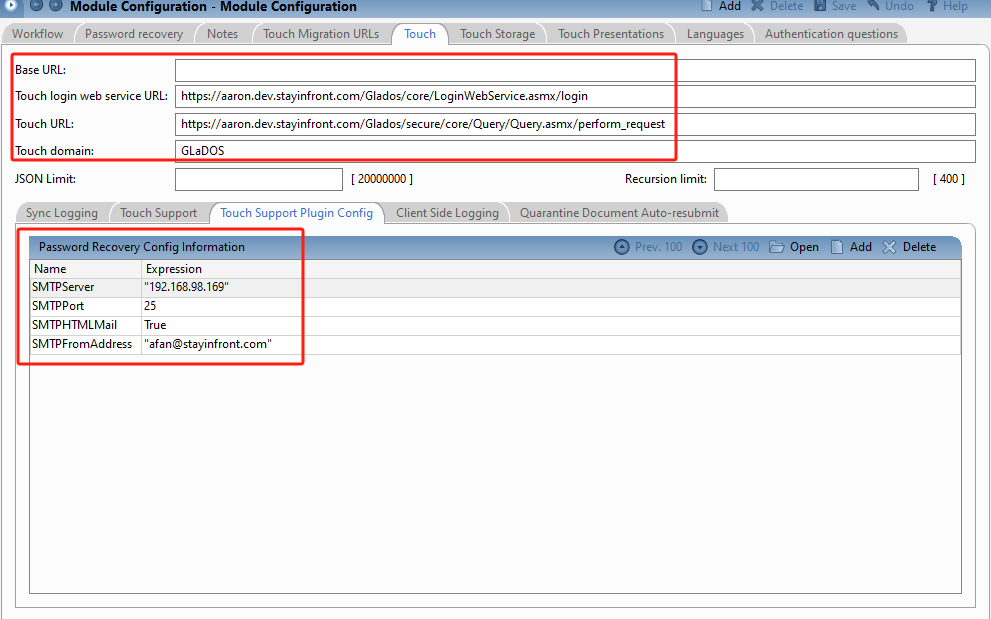 Module Configuration - Module Configuration
Add Delete Save Undo Help
Workflow Password recovery Notes Touch Migration URLs Touch Touch Storage Touch Presentations Languages Authentication questions
Base URL:
Touch login web service URL: https://aaron.dev.stayinfront.com/Glados/core/LoginWebService.asmx/login
Touch URL: https://aaron.dev.stayinfront.com/Glados/secure/core/Query/Query.asmx/perform_request
Touch domain: GLaDOS
JSON Limit: [ 20000000 ] Recursion limit: [ 400 ]
Sync Logging Touch Support Touch Support Plugin Config Client Side Logging Quarantine Document Auto-resubmit
Password Recovery Config Information Prev. 100 Next 100 Open Add Delete
Name Expression
SMTPServer "192.168.98.169"
SMTPPort 25
SMTPHTMLMail True
SMTPFromAddress "afan@stayinfront.com"